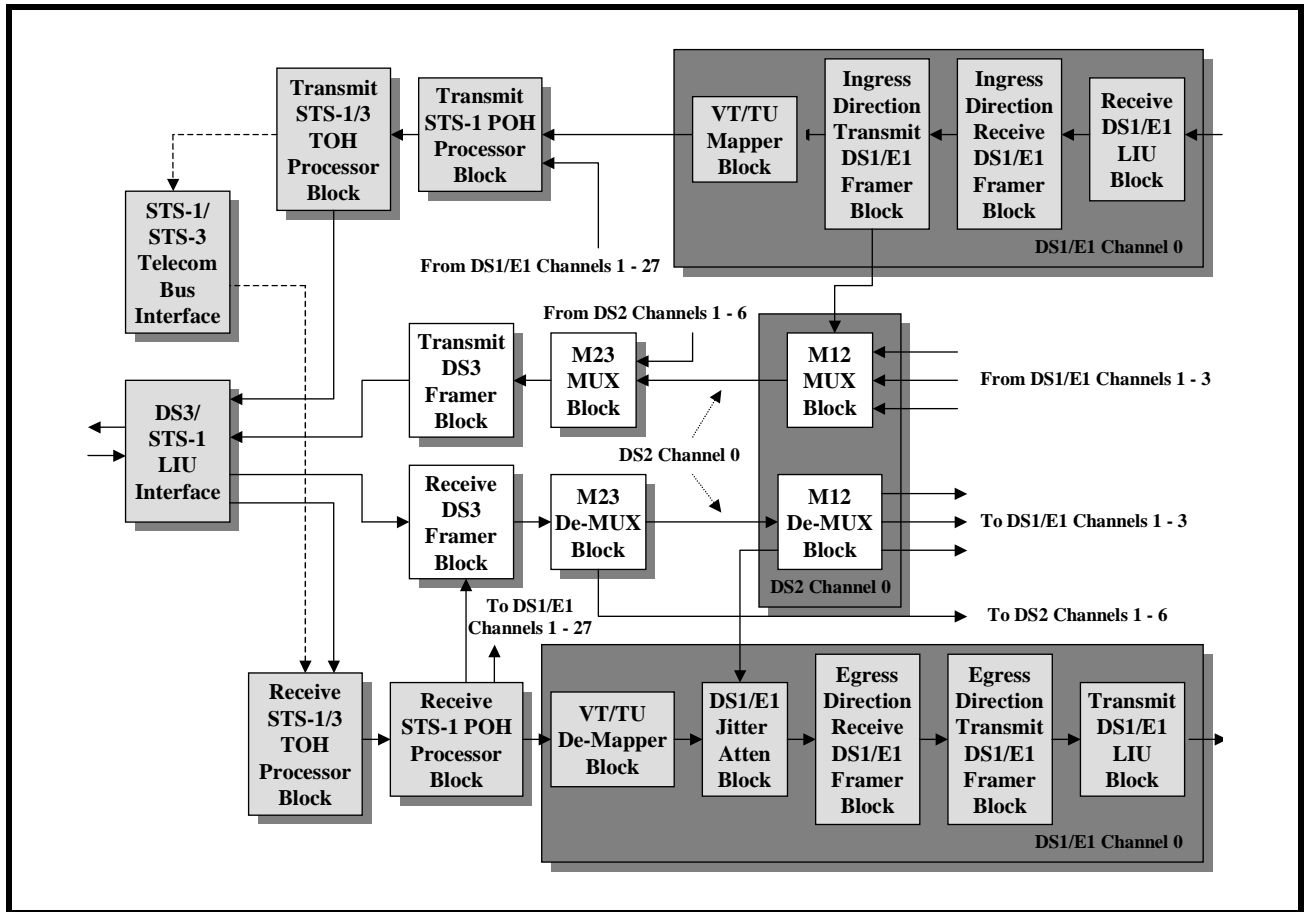 Transmit
STS-1/3
TOH
Processor
Block
Transmit
STS-1 POH
Processor
Block
VT/TU
Mapper
Block
Ingress
Direction
Transmit
DS1/E1
Framer
Block
Ingress
Direction
Receive
DS1/E1
Framer
Block
Receive
DS1/E1
LIU
Block
DS1/E1 Channel 0
STS-1/
STS-3
Telecom
Bus
Interface
From DS1/E1 Channels 1 - 27
From DS2 Channels 1 - 6
Transmit
DS3
Framer
Block
M23
MUX
Block
M12
MUX
Block
From DS1/E1 Channels 1 - 3
DS3/
STS-1
LIU
Interface
DS2 Channel 0
Receive
DS3
Framer
Block
M23
De-MUX
Block
M12
De-MUX
Block
To DS1/E1 Channels 1 - 3
DS2 Channel 0
To DS1/E1
Channels 1 - 27
To DS2 Channels 1 - 6
Receive
STS-1/3
TOH
Processor
Block
Receive
STS-1 POH
Processor
Block
VT/TU
De-Mapper
Block
DS1/E1
Jitter
Atten
Block
Egress
Direction
Receive
DS1/E1
Framer
Block
Egress
Direction
Transmit
DS1/E1
Framer
Block
Transmit
DS1/E1
LIU
Block
DS1/E1 Channel 0